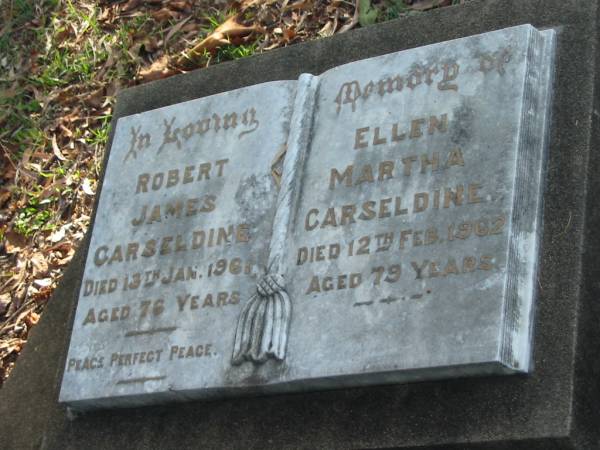 In Loving
ROBERT
JAMES
CARSELDINE
DIED 13TH JAN. 1961
AGED 76 YEARS
PEACE PERFECT PEACE.
Memory of
ELLEN
MARTHA
CARSELDINE
DIED 12TH FEB. 1962
AGED 79 YEARS